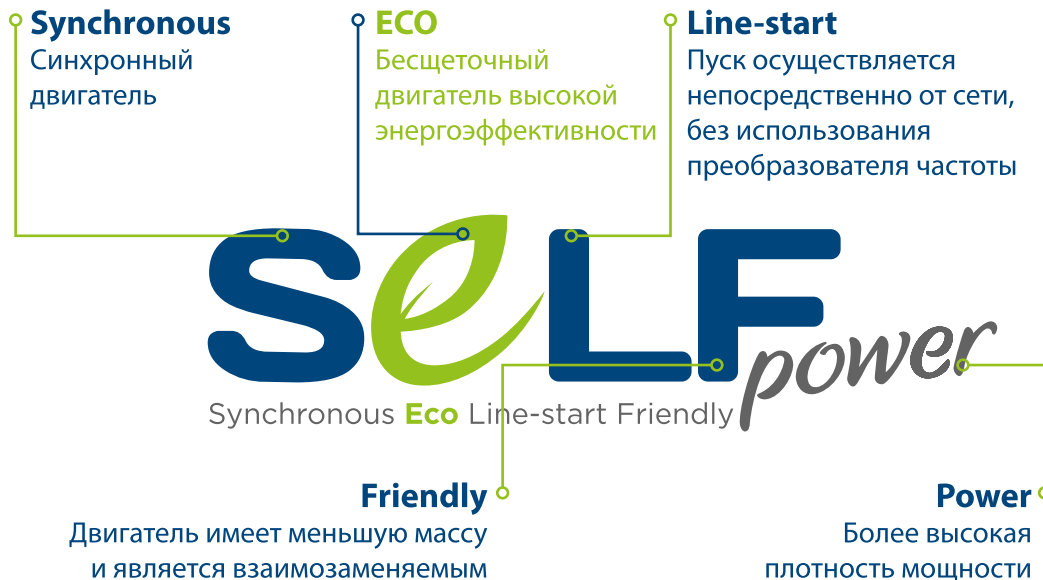 Synchronous
Синхронный
двигатель
ECO
Бесщеточный
двигатель высокой
энергоэффективности
Line-start
Пуск осуществляется
непосредственно от сети,
без использования
преобразователя частоты
SeLF
power
Synchronous Eco Line-start Friendly
Friendly
Двигатель имеет меньшую массу
и является взаимозаменяемым
Power
Более высокая
плотность мощности